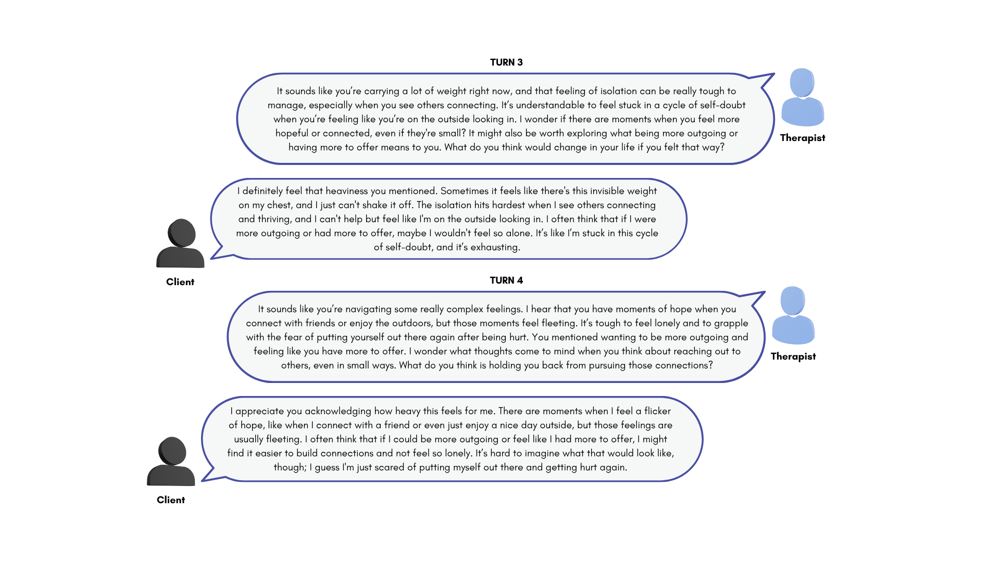 TURN 3
It sounds like you’re carrying a lot of weight right now, and that feeling of isolation can be really tough to
manage, especially when you see others connecting. It’s understandable to feel stuck in a cycle of self-doubt
when you’re feeling like you’re on the outside looking in. I wonder if there are moments when you feel more
hopeful or connected, even if they're small? It might also be worth exploring what being more outgoing or
having more to offer means to you. What do you think would change in your life if you felt that way?
Therapist
I definitely feel that heaviness you mentioned. Sometimes it feels like there's this invisible weight
on my chest, and I just can't shake it off. The isolation hits hardest when I see others connecting
and thriving, and I can't help but feel like I'm on the outside looking in. I often think that if I were
more outgoing or had more to offer, maybe I wouldn't feel so alone. It’s like I’m stuck in this cycle
of self-doubt, and it’s exhausting.
Client
TURN 4
It sounds like you’re navigating some really complex feelings. I hear that you have moments of hope when you
connect with friends or enjoy the outdoors, but those moments feel fleeting. It’s tough to feel lonely and to grapple
with the fear of putting yourself out there again after being hurt. You mentioned wanting to be more outgoing and
feeling like you have more to offer. I wonder what thoughts come to mind when you think about reaching out to
others, even in small ways. What do you think is holding you back from pursuing those connections?
Therapist
I appreciate you acknowledging how heavy this feels for me. There are moments when I feel a flicker
of hope, like when I connect with a friend or even just enjoy a nice day outside, but those feelings are
usually fleeting. I often think that if I could be more outgoing or feel like I had more to offer, I might
find it easier to build connections and not feel so lonely. It’s hard to imagine what that would look like,
though; I guess I'm just scared of putting myself out there and getting hurt again.
Client